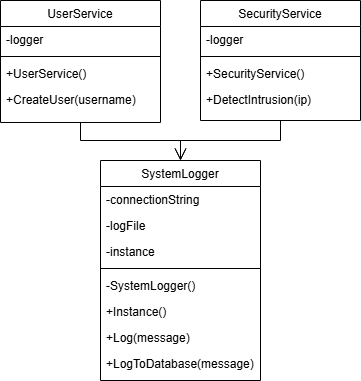 UserService
-logger
+UserService()
+CreateUser(username)
SecurityService
-logger
+SecurityService()
+DetectIntrusion(ip)
SystemLogger
-connectionString
-logFile
-instance
-SystemLogger()
+Instance()
+Log(message)
+LogToDatabase(message)